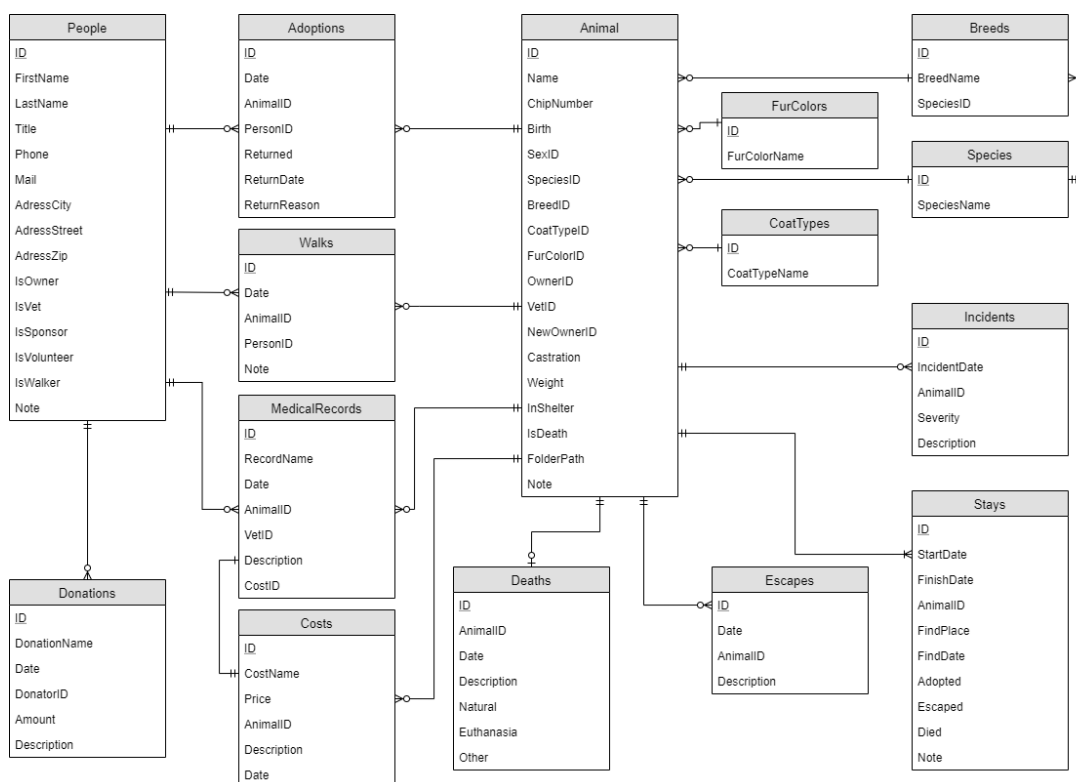 People
ID
FirstName
LastName
Title
Phone
Mail
AdressCity
AdressStreet
AdressZip
IsOwner
IsVet
IsSponsor
IsVolunteer
IsWalker
Note
Adoptions
ID
Date
AnimalID
PersonID
Returned
ReturnDate
ReturnReason
Animal
ID
Name
ChipNumber
Birth
SexID
SpeciesID
BreedID
CoatTypeID
FurColorID
OwnerID
VetID
NewOwnerID
Castration
Weight
InShelter
IsDeath
FolderPath
Note
Breeds
ID
BreedName
SpeciesID
FurColors
ID
FurColorName
Species
ID
SpeciesName
CoatTypes
ID
CoatTypeName
Walks
ID
Date
AnimalID
PersonID
Note
Incidents
ID
IncidentDate
AnimalID
Severity
Description
MedicalRecords
ID
RecordName
Date
AnimalID
VetID
Description
CostID
Stays
ID
StartDate
FinishDate
AnimalID
FindPlace
FindDate
Adopted
Escaped
Died
Note
Donations
ID
DonationName
Date
DonatorID
Amount
Description
Costs
ID
CostName
Price
AnimalID
Description
Date
Deaths
ID
AnimalID
Date
Description
Natural
Euthanasia
Other
Escapes
ID
Date
AnimalID
Description